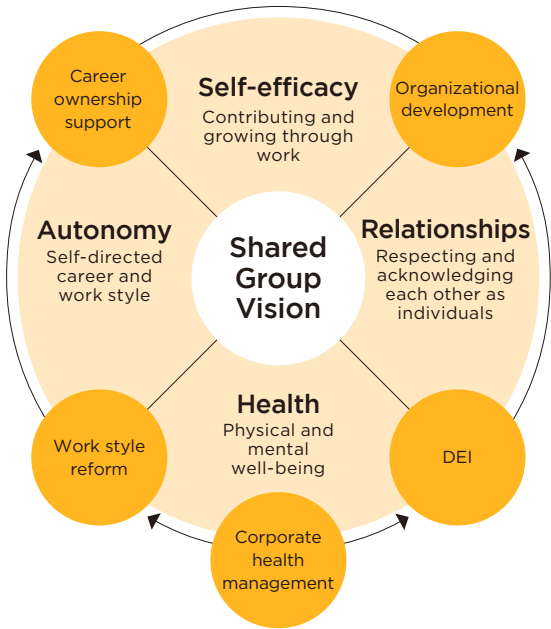 Career
ownership
support
Self-efficacy
Contributing and
growing through
work
Organizational
development
Autonomy
Self-directed
career and
work style
Shared
Group
Vision
Relationships
Respecting and
acknowledging
each other as
individuals
Work style
reform
Health
Physical and
mental
well-being
DEI
Corporate
health
management